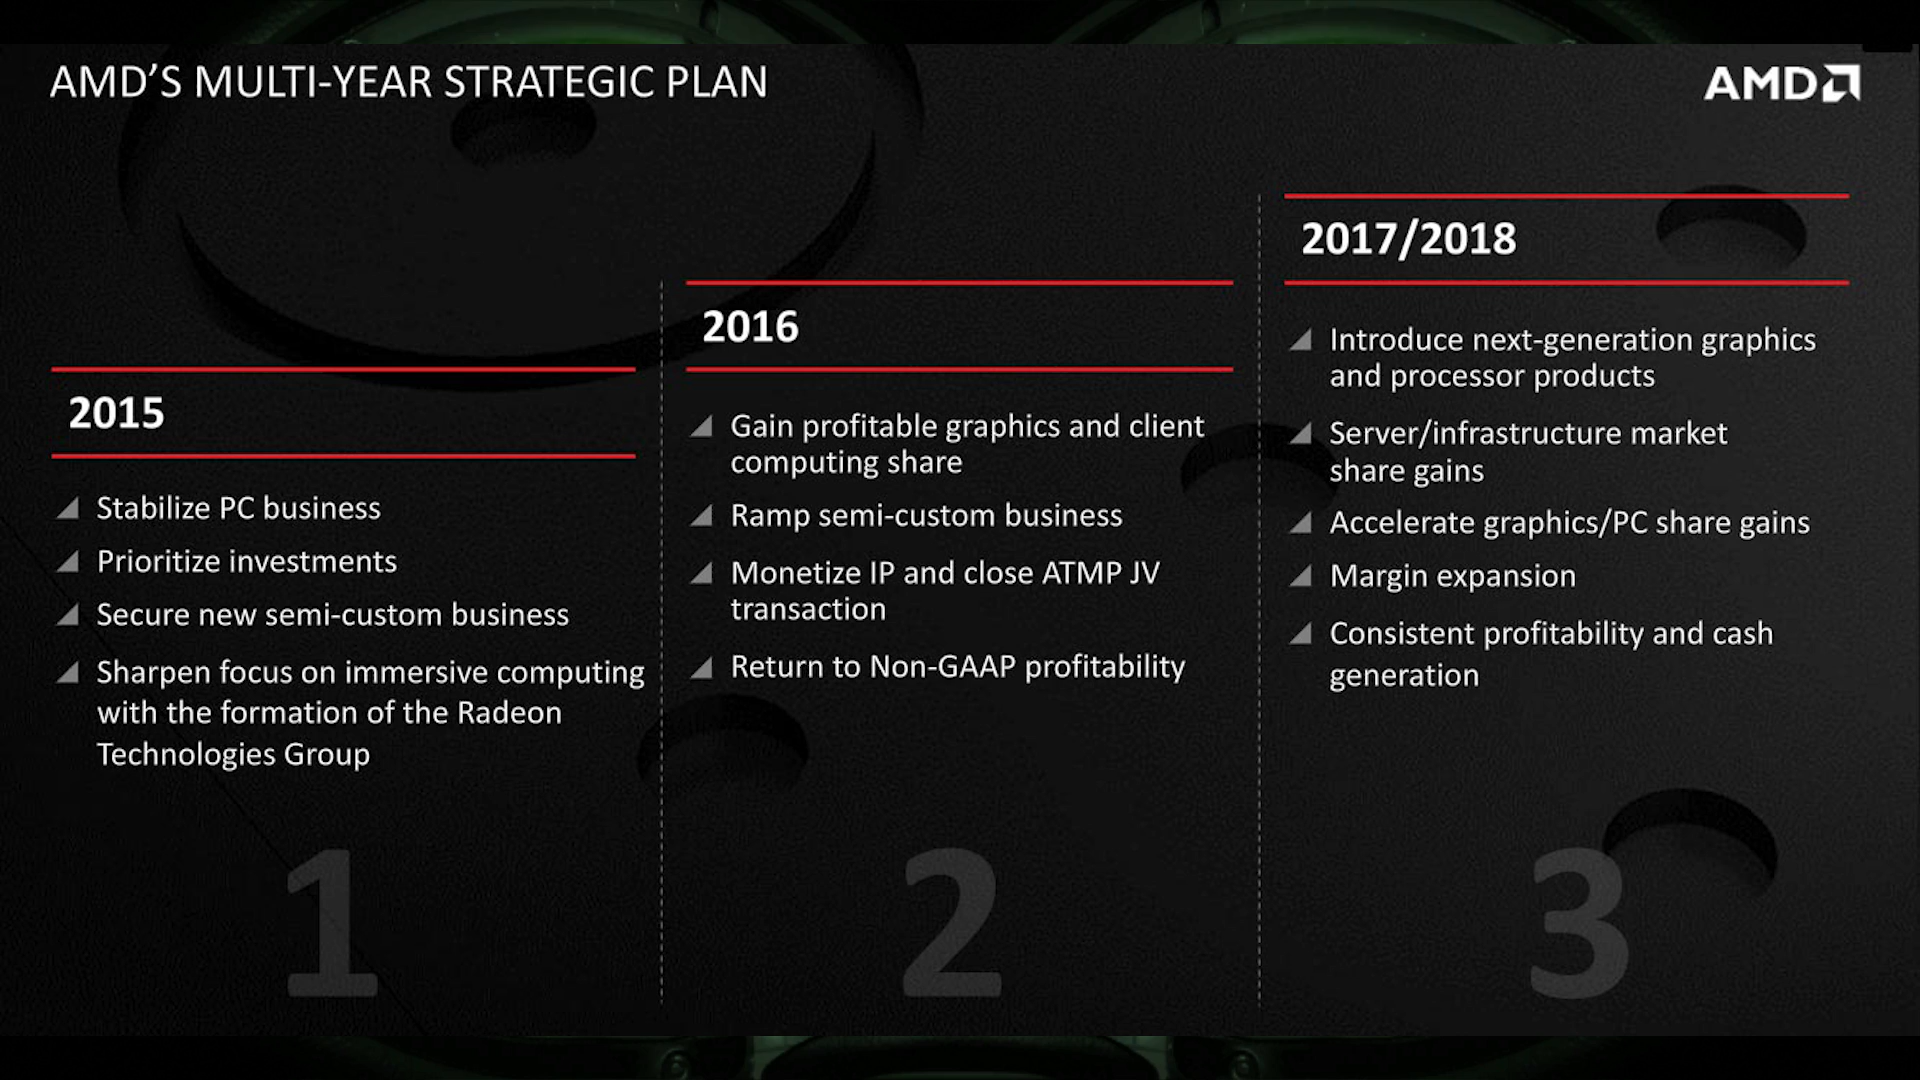 AMD'S MULTI-YEAR STRATEGIC PLAN
AMD
2015
Stabilize PC business
Prioritize investments
Secure new semi-custom business
Sharpen focus on immersive computing
with the formation of the Radeon
Technologies Group
1
2016
Gain profitable graphics and client
computing share
Ramp semi-custom business
Monetize IP and close ATMP JV
transaction
Return to Non-GAAP profitability
2
2017/2018
Introduce next-generation graphics
and processor products
Server/infrastructure market
share gains
Accelerate graphics/PC share gains
Margin expansion
Consistent profitability and cash
generation
3